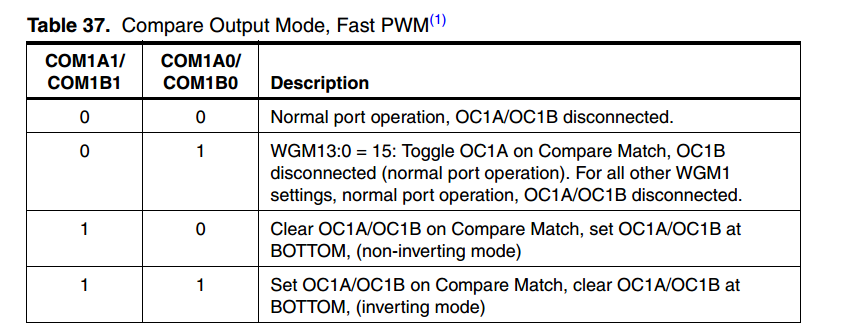 Table 37. Compare Output Mode, Fast PWM(1)
COM1A1/ COM1A0/
COM1B1 COM1B0 Description
0 0 Normal port operation, OC1A/OC1B disconnected.
0 1 WGM13:0 = 15: Toggle OC1A on Compare Match, OC1B
disconnected (normal port operation). For all other WGM1
settings, normal port operation, OC1A/OC1B disconnected.
1 0 Clear OC1A/OC1B on Compare Match, set OC1A/OC1B at
BOTTOM, (non-inverting mode)
1 1 Set OC1A/OC1B on Compare Match, clear OC1A/OC1B at
BOTTOM, (inverting mode)